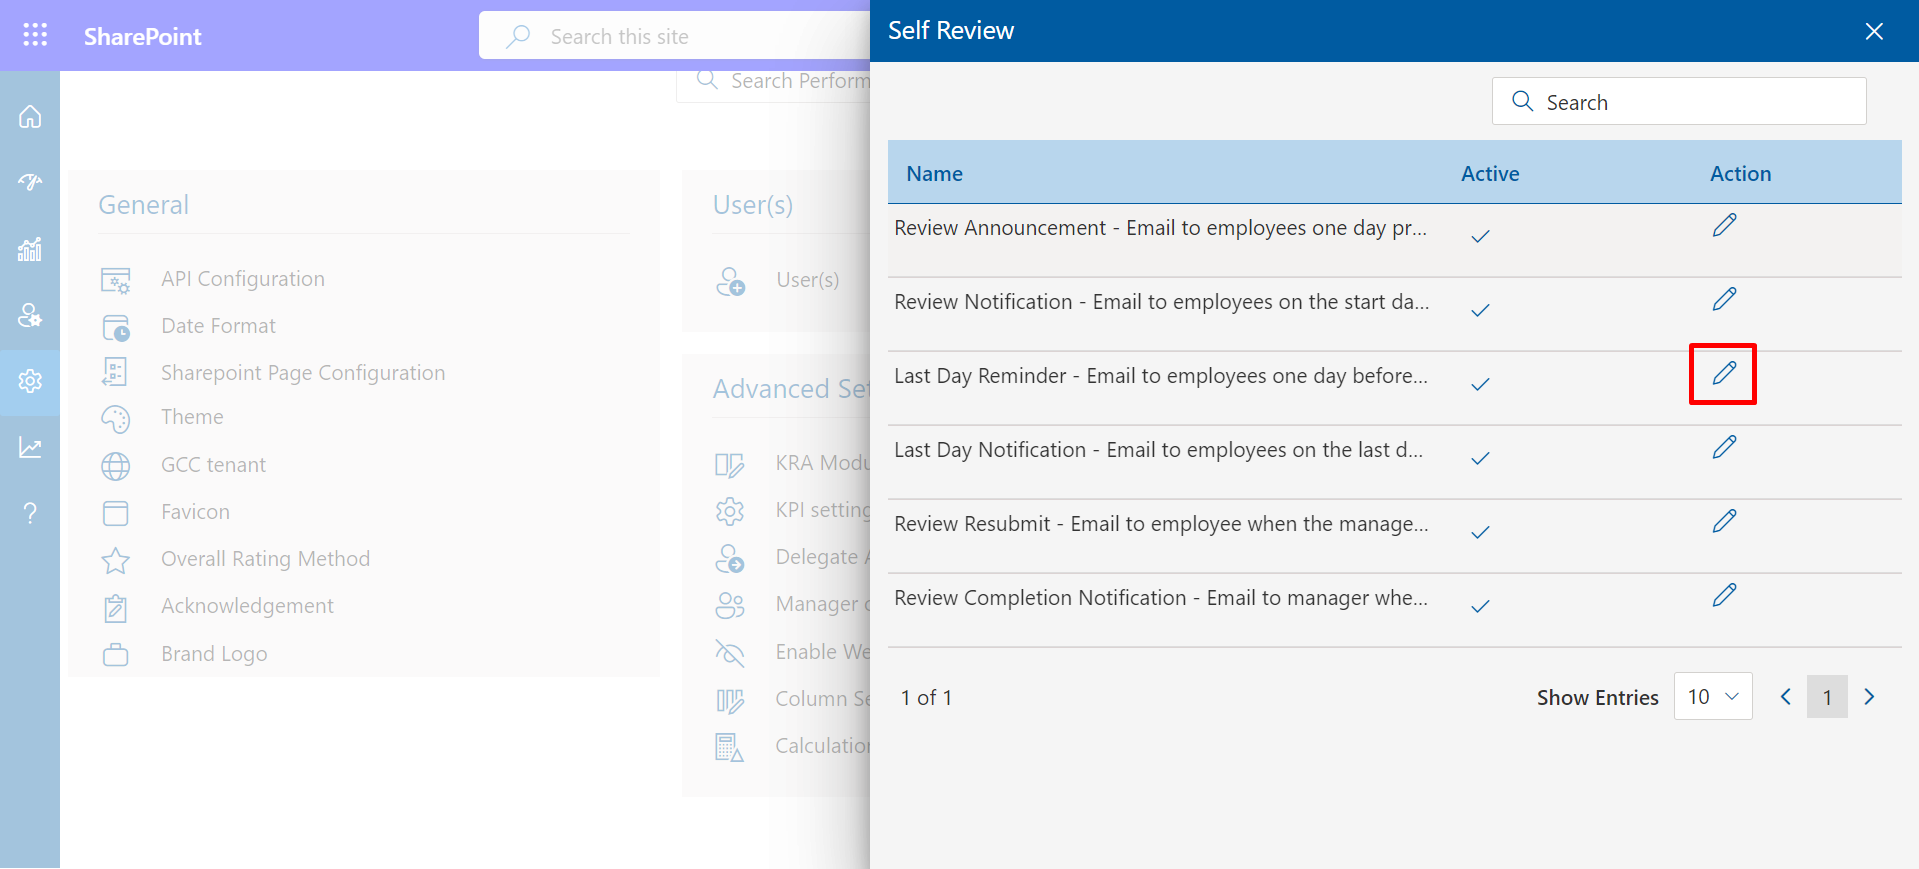 SharePoint
Search this site
Search Perform
General
API Configuration
Date Format
Sharepoint Page Configuration
Theme
GCC tenant
Favicon
Overall Rating Method
Acknowledgement
Brand Logo
User(s)
User(s)
Advanced Set
KRA Modu
KPI setting
Delegate A
Manager
Enable We
Column Se
Calculation
Self Review
Search
Name Active Action
Review Announcement - Email to employees one day pr...
Review Notification - Email to employees on the start da...
Last Day Reminder - Email to employees one day before...
Last Day Notification - Email to employees on the last d...
Review Resubmit - Email to employee when the manage...
Review Completion Notification - Email to manager whe...
1 of 1
Show Entries 10 1